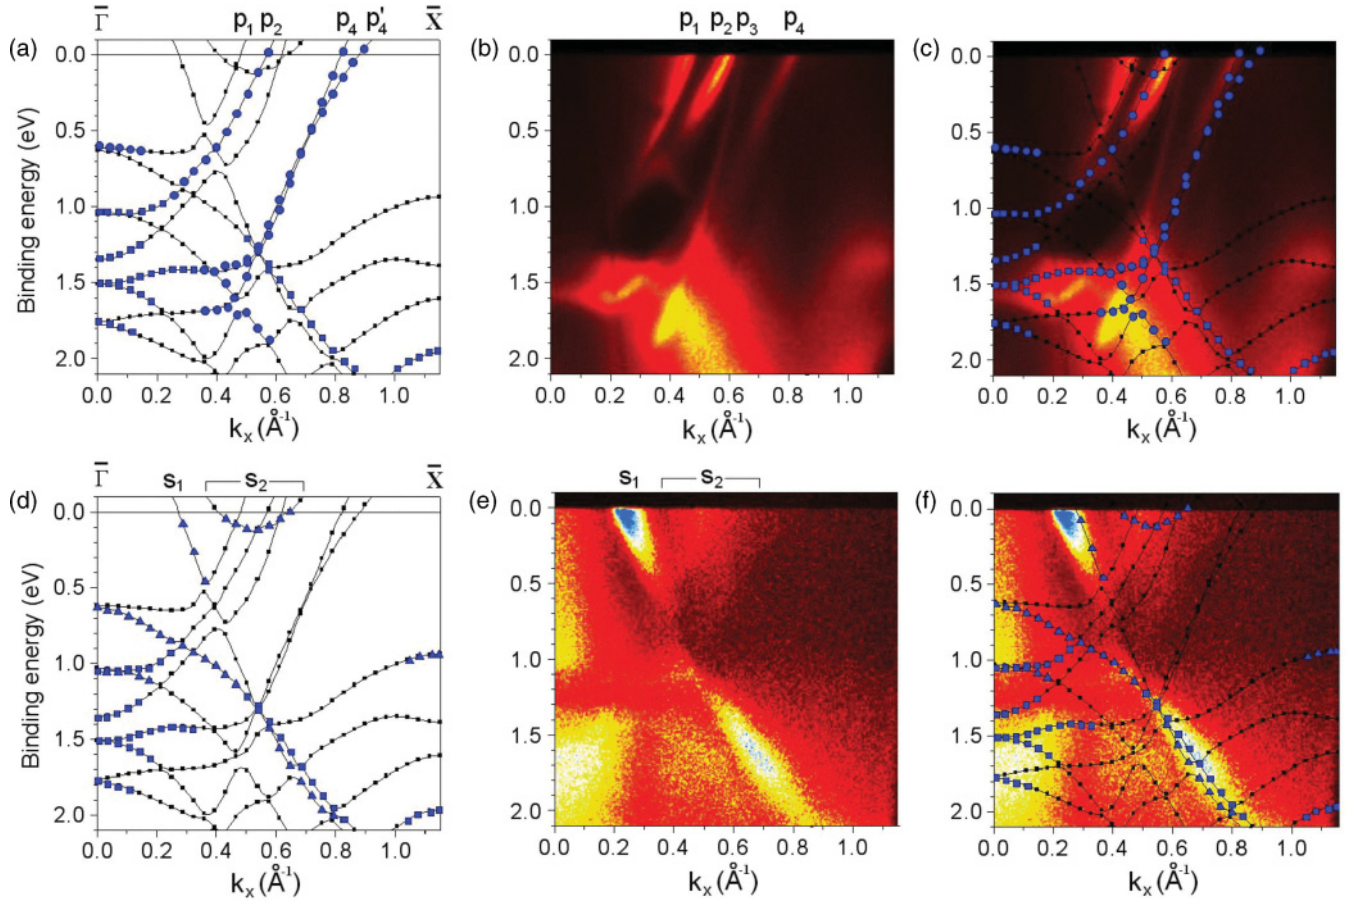 Γ̅ p₁ p₂ p₄ p₄' X̅
p₁ p₂ p₃ p₄
(a) (b) (c)
0.0 0.0 0.0
0.5 0.5 0.5
1.0 1.0 1.0
1.5 1.5 1.5
2.0 2.0 2.0
Binding energy (eV)
0.0 0.2 0.4 0.6 0.8 1.0
0.0 0.2 0.4 0.6 0.8 1.0
0.0 0.2 0.4 0.6 0.8 1.0
kₓ (Å⁻¹) kₓ (Å⁻¹) kₓ (Å⁻¹)
Γ̅ s₁ s₂ X̅
s₁ s₂
(d) (e) (f)
0.0 0.0 0.0
0.5 0.5 0.5
1.0 1.0 1.0
1.5 1.5 1.5
2.0 2.0 2.0
Binding energy (eV)
0.0 0.2 0.4 0.6 0.8 1.0
0.0 0.2 0.4 0.6 0.8 1.0
0.0 0.2 0.4 0.6 0.8 1.0
kₓ (Å⁻¹) kₓ (Å⁻¹) kₓ (Å⁻¹)